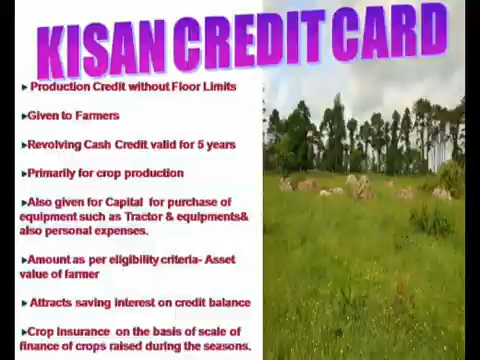 KISAN CREDIT CARD
Production Credit without Floor Limits
Given to Farmers
Revolving Cash Credit valid for 5 years
Primarily for crop production
Also given for Capital for purchase of
equipment such as Tractor & equipments&
also personal expenses.
Amount as per eligibility criteria- Asset
value of farmer
Attracts saving interest on credit balance
Crop Insurance on the basis of scale of
finance of crops raised during the seasons.